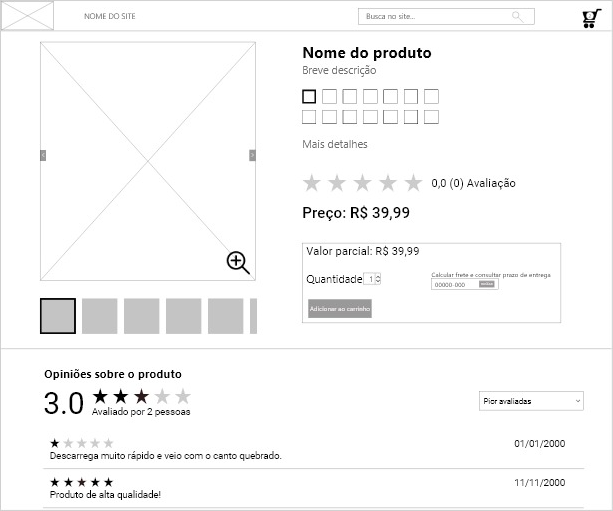 NOME DO SITE
Busca no site...
Nome do produto
Breve descrição
Mais detalhes
0,0 (0) Avaliação
Preço: R$ 39,99
Valor parcial: R$ 39,99
Quantidade 1
Calcular frete e consultar prazo de entrega
00000-000
Adicionar ao carrinho
Opiniões sobre o produto
3.0
Avaliado por 2 pessoas
Pior avaliadas
01/01/2000
Descarrega muito rápido e veio com o canto quebrado.
11/11/2000
Produto de alta qualidade!